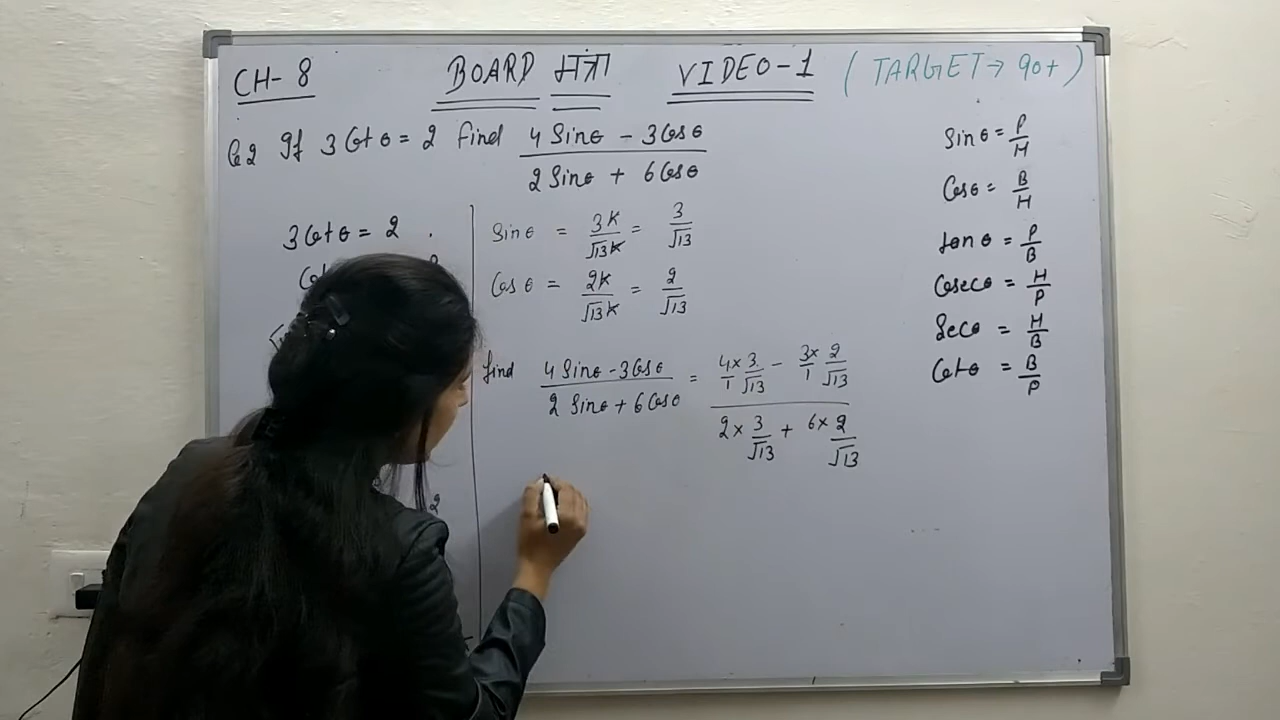 CH-8 BOARD मंत्रा VIDEO-1 (TARGET→90+)
Q2 If 3 Cot θ = 2 find (4 Sin θ - 3 Cos θ) / (2 Sin θ + 6 Cos θ)
3 Cot θ = 2
2
Sin θ = 3K/√13K = 3/√13
Cos θ = 2K/√13K = 2/√13
find (4 Sin θ - 3 Cos θ) / (2 Sin θ + 6 Cos θ) = (4/1 × 3/√13 - 3/1 × 2/√13) / (2 × 3/√13 + 6 × 2/√13)
Sin θ = P/H
Cos θ = B/H
tan θ = P/B
Cosec θ = H/P
Sec θ = H/B
Cot θ = B/P